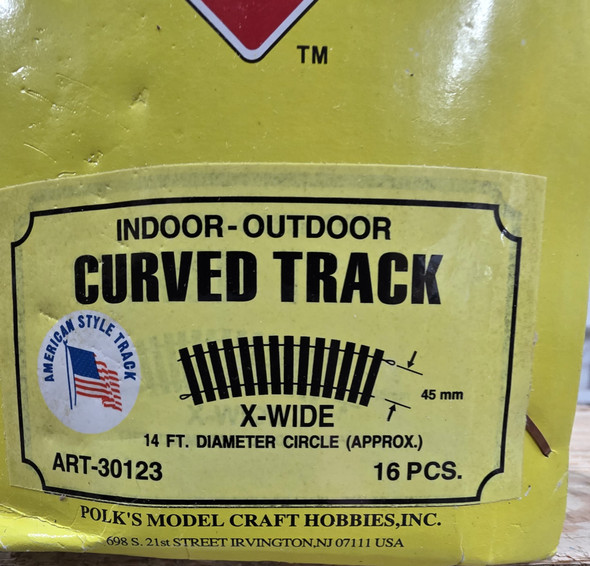 TM
INDOOR-OUTDOOR
CURVED TRACK
AMERICAN STYLE TRACK
45 mm
X-WIDE
14 FT. DIAMETER CIRCLE (APPROX.)
ART-30123 16 PCS.
POLK'S MODEL CRAFT HOBBIES,INC.
698 S. 21st STREET IRVINGTON,NJ 07111 USA